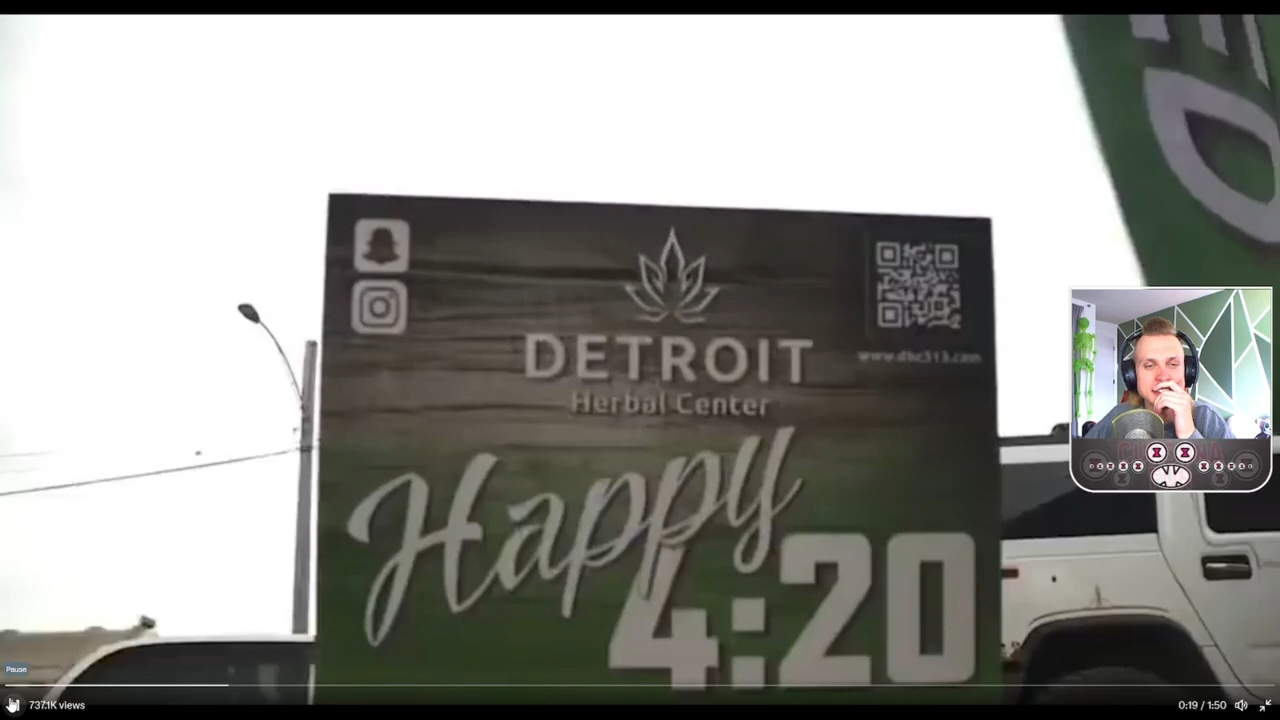 DETROIT
Herbal Center
www.dhc313.com
Happy
4:20
Pause
737.1K views
0:19 / 1:50